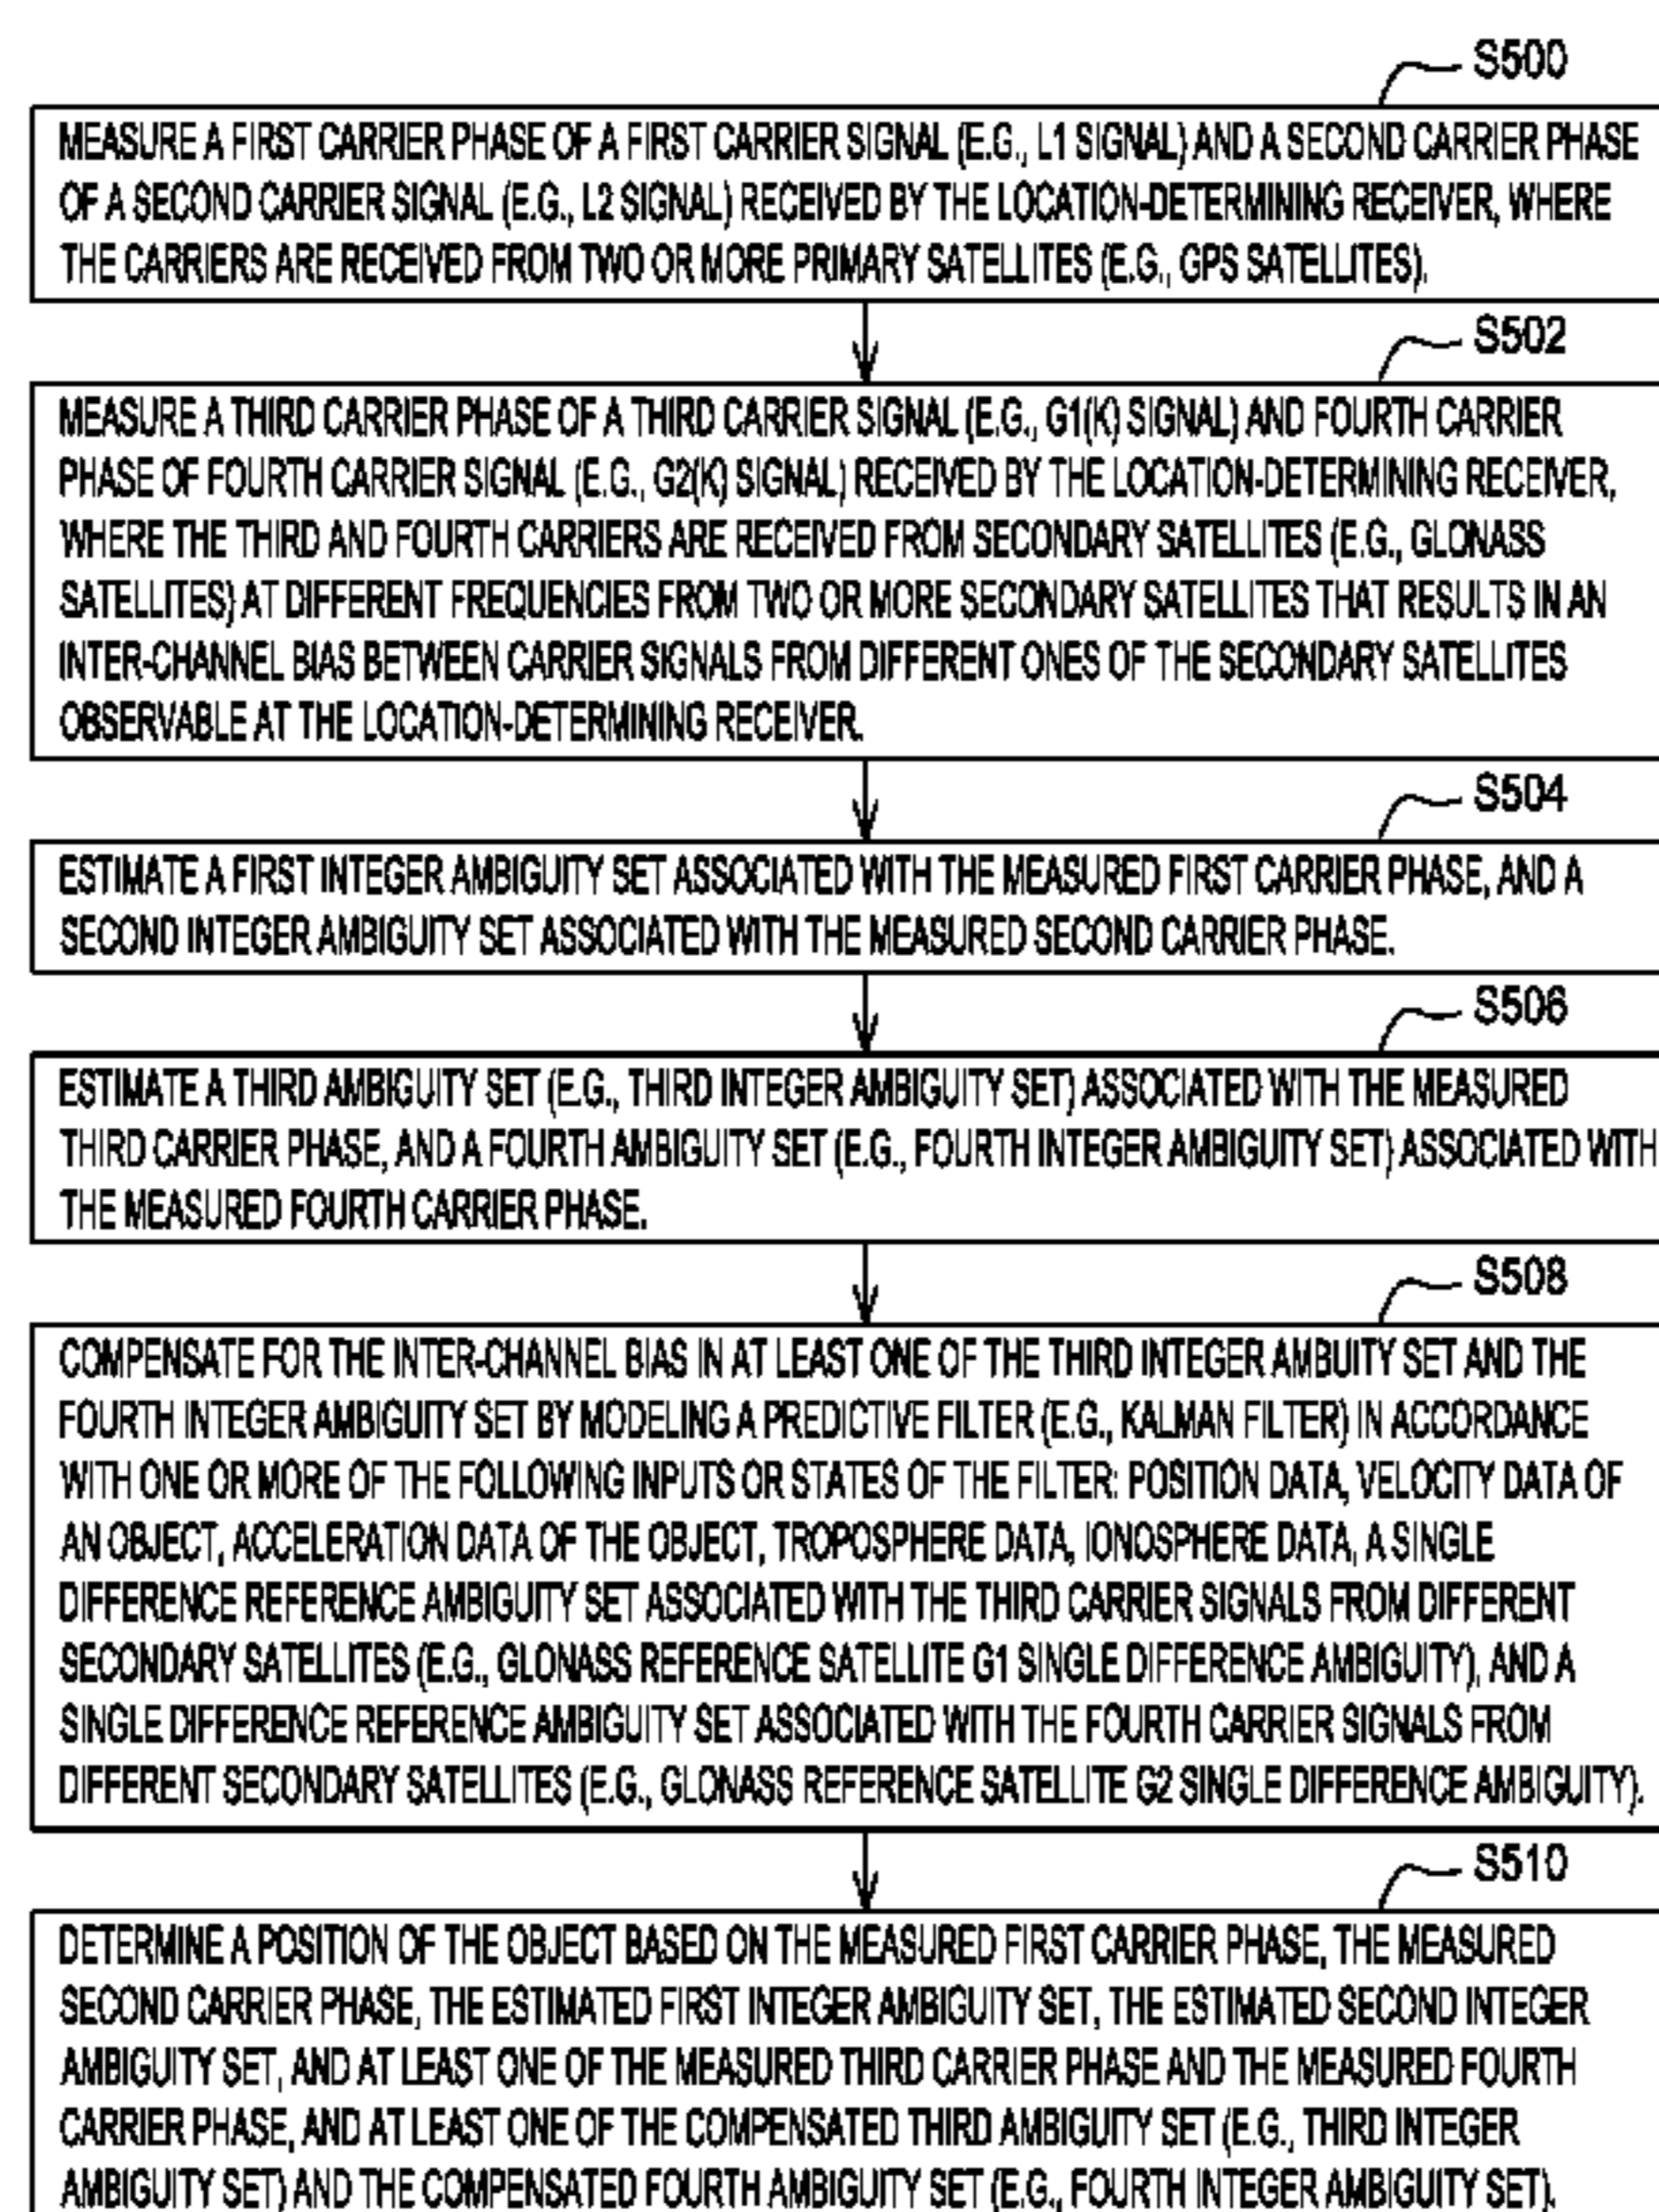 S500
MEASURE A FIRST CARRIER PHASE OF A FIRST CARRIER SIGNAL (E.G., L1 SIGNAL) AND A SECOND CARRIER PHASE
OF A SECOND CARRIER SIGNAL (E.G., L2 SIGNAL) RECEIVED BY THE LOCATION-DETERMINING RECEIVER, WHERE
THE CARRIERS ARE RECEIVED FROM TWO OR MORE PRIMARY SATELLITES (E.G., GPS SATELLITES).
S502
MEASURE A THIRD CARRIER PHASE OF A THIRD CARRIER SIGNAL (E.G., G1(K) SIGNAL) AND FOURTH CARRIER
PHASE OF FOURTH CARRIER SIGNAL (E.G., G2(K) SIGNAL) RECEIVED BY THE LOCATION-DETERMINING RECEIVER,
WHERE THE THIRD AND FOURTH CARRIERS ARE RECEIVED FROM SECONDARY SATELLITES (E.G., GLONASS
SATELLITES) AT DIFFERENT FREQUENCIES FROM TWO OR MORE SECONDARY SATELLITES THAT RESULTS IN AN
INTER-CHANNEL BIAS BETWEEN CARRIER SIGNALS FROM DIFFERENT ONES OF THE SECONDARY SATELLITES
OBSERVABLE AT THE LOCATION-DETERMINING RECEIVER.
S504
ESTIMATE A FIRST INTEGER AMBIGUITY SET ASSOCIATED WITH THE MEASURED FIRST CARRIER PHASE, AND A
SECOND INTEGER AMBIGUITY SET ASSOCIATED WITH THE MEASURED SECOND CARRIER PHASE.
S506
ESTIMATE A THIRD AMBIGUITY SET (E.G., THIRD INTEGER AMBIGUITY SET) ASSOCIATED WITH THE MEASURED
THIRD CARRIER PHASE, AND A FOURTH AMBIGUITY SET (E.G., FOURTH INTEGER AMBIGUITY SET) ASSOCIATED WITH
THE MEASURED FOURTH CARRIER PHASE.
S508
COMPENSATE FOR THE INTER-CHANNEL BIAS IN AT LEAST ONE OF THE THIRD INTEGER AMBUITY SET AND THE
FOURTH INTEGER AMBIGUITY SET BY MODELING A PREDICTIVE FILTER (E.G., KALMAN FILTER) IN ACCORDANCE
WITH ONE OR MORE OF THE FOLLOWING INPUTS OR STATES OF THE FILTER: POSITION DATA, VELOCITY DATA OF
AN OBJECT, ACCELERATION DATA OF THE OBJECT, TROPOSPHERE DATA, IONOSPHERE DATA, A SINGLE
DIFFERENCE REFERENCE AMBIGUITY SET ASSOCIATED WITH THE THIRD CARRIER SIGNALS FROM DIFFERENT
SECONDARY SATELLITES (E.G., GLONASS REFERENCE SATELLITE G1 SINGLE DIFFERENCE AMBIGUITY), AND A
SINGLE DIFFERENCE REFERENCE AMBIGUITY SET ASSOCIATED WITH THE FOURTH CARRIER SIGNALS FROM
DIFFERENT SECONDARY SATELLITES (E.G., GLONASS REFERENCE SATELLITE G2 SINGLE DIFFERENCE AMBIGUITY).
S510
DETERMINE A POSITION OF THE OBJECT BASED ON THE MEASURED FIRST CARRIER PHASE, THE MEASURED
SECOND CARRIER PHASE, THE ESTIMATED FIRST INTEGER AMBIGUITY SET, THE ESTIMATED SECOND INTEGER
AMBIGUITY SET, AND AT LEAST ONE OF THE MEASURED THIRD CARRIER PHASE AND THE MEASURED FOURTH
CARRIER PHASE, AND AT LEAST ONE OF THE COMPENSATED THIRD AMBIGUITY SET (E.G., THIRD INTEGER
AMBIGUITY SET) AND THE COMPENSATED FOURTH AMBIGUITY SET (E.G., FOURTH INTEGER AMBIGUITY SET).